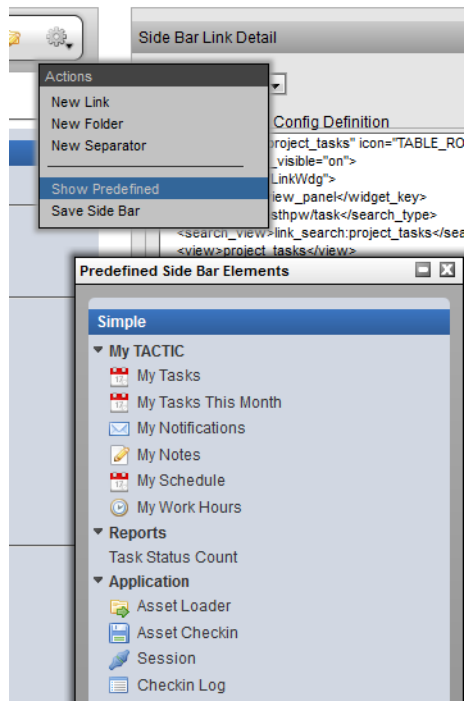 Side Bar Link Detail
Actions
New Link
New Folder
New Separator
Show Predefined
Save Side Bar
Config Definition
project_tasks" icon="TABLE_RO
_visible="on">
LinkWdg">
iew_panel</widget_key>
sthpw/task</search_type>
<search_view>link_search:project_tasks</sea
<view>project_tasks</view>
Predefined Side Bar Elements
Simple
My TACTIC
My Tasks
My Tasks This Month
My Notifications
My Notes
My Schedule
My Work Hours
Reports
Task Status Count
Application
Asset Loader
Asset Checkin
Session
Checkin Log